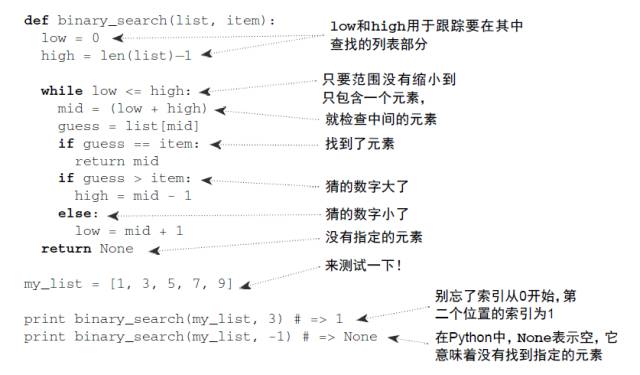 def binary_search(list, item):
low = 0
high = len(list)—1
low和high用于跟踪要在其中
查找的列表部分
while low <= high:
mid = (low + high)
guess = list[mid]
if guess == item:
return mid
if guess > item:
high = mid - 1
else:
low = mid + 1
return None
只要范围没有缩小到
只包含一个元素，
就检查中间的元素
找到了元素
猜的数字大了
猜的数字小了
没有指定的元素
my_list = [1, 3, 5, 7, 9]
来测试一下！
print binary_search(my_list, 3) # => 1
print binary_search(my_list, -1) # => None
别忘了索引从0开始，第
二个位置的索引为1
在Python中，None表示空，它
意味着没有找到指定的元素